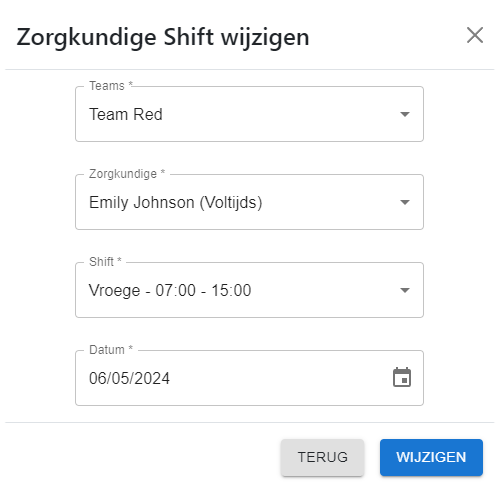 Zorgkundige Shift wijzigen
Teams *
Team Red
Zorgkundige *
Emily Johnson (Voltijds)
Shift *
Vroege - 07:00 - 15:00
Datum *
06/05/2024
TERUG WIJZIGEN